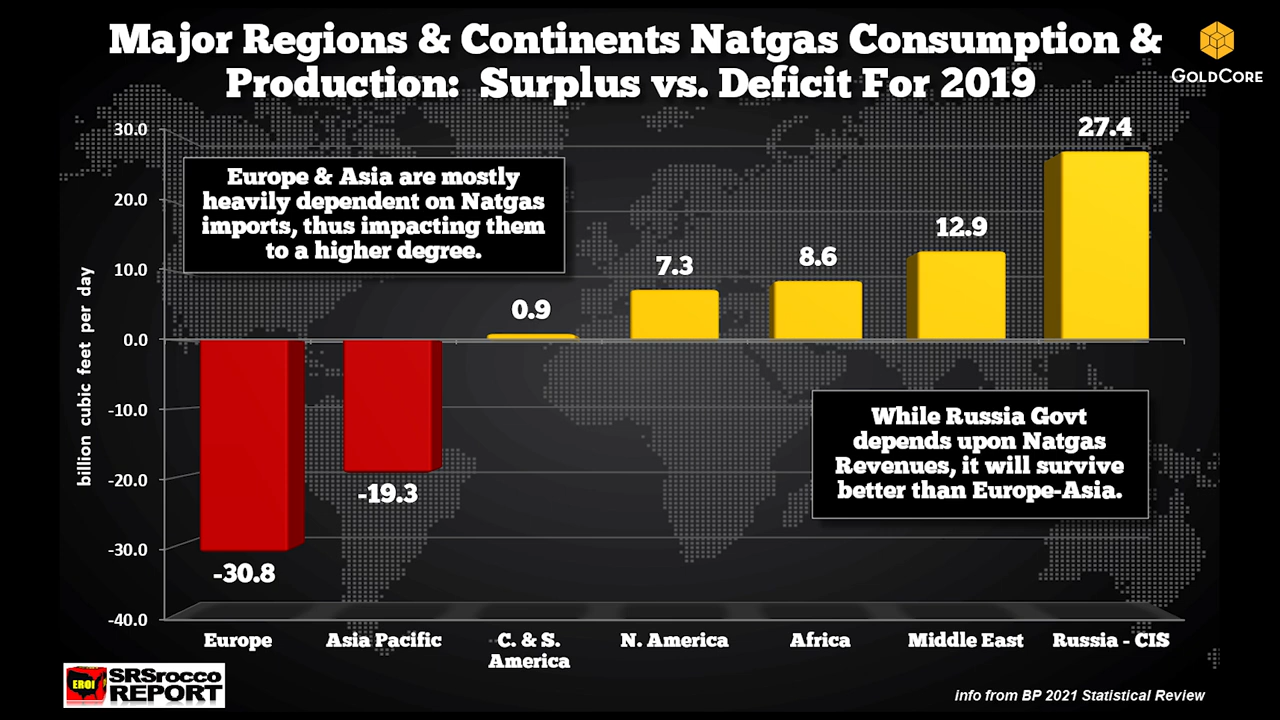 Major Regions & Continents Natgas Consumption &
Production: Surplus vs. Deficit For 2019
GOLDCORE
30.0
20.0
10.0
0.0
-10.0
-20.0
-30.0
-40.0
billion cubic feet per day
Europe & Asia are mostly
heavily dependent on Natgas
imports, thus impacting them
to a higher degree.
-30.8
-19.3
0.9
7.3
8.6
12.9
27.4
While Russia Govt
depends upon Natgas
Revenues, it will survive
better than Europe-Asia.
Europe
Asia Pacific
C. & S.
America
N. America
Africa
Middle East
Russia - CIS
EROI
SRSrocco
REPORT
info from BP 2021 Statistical Review